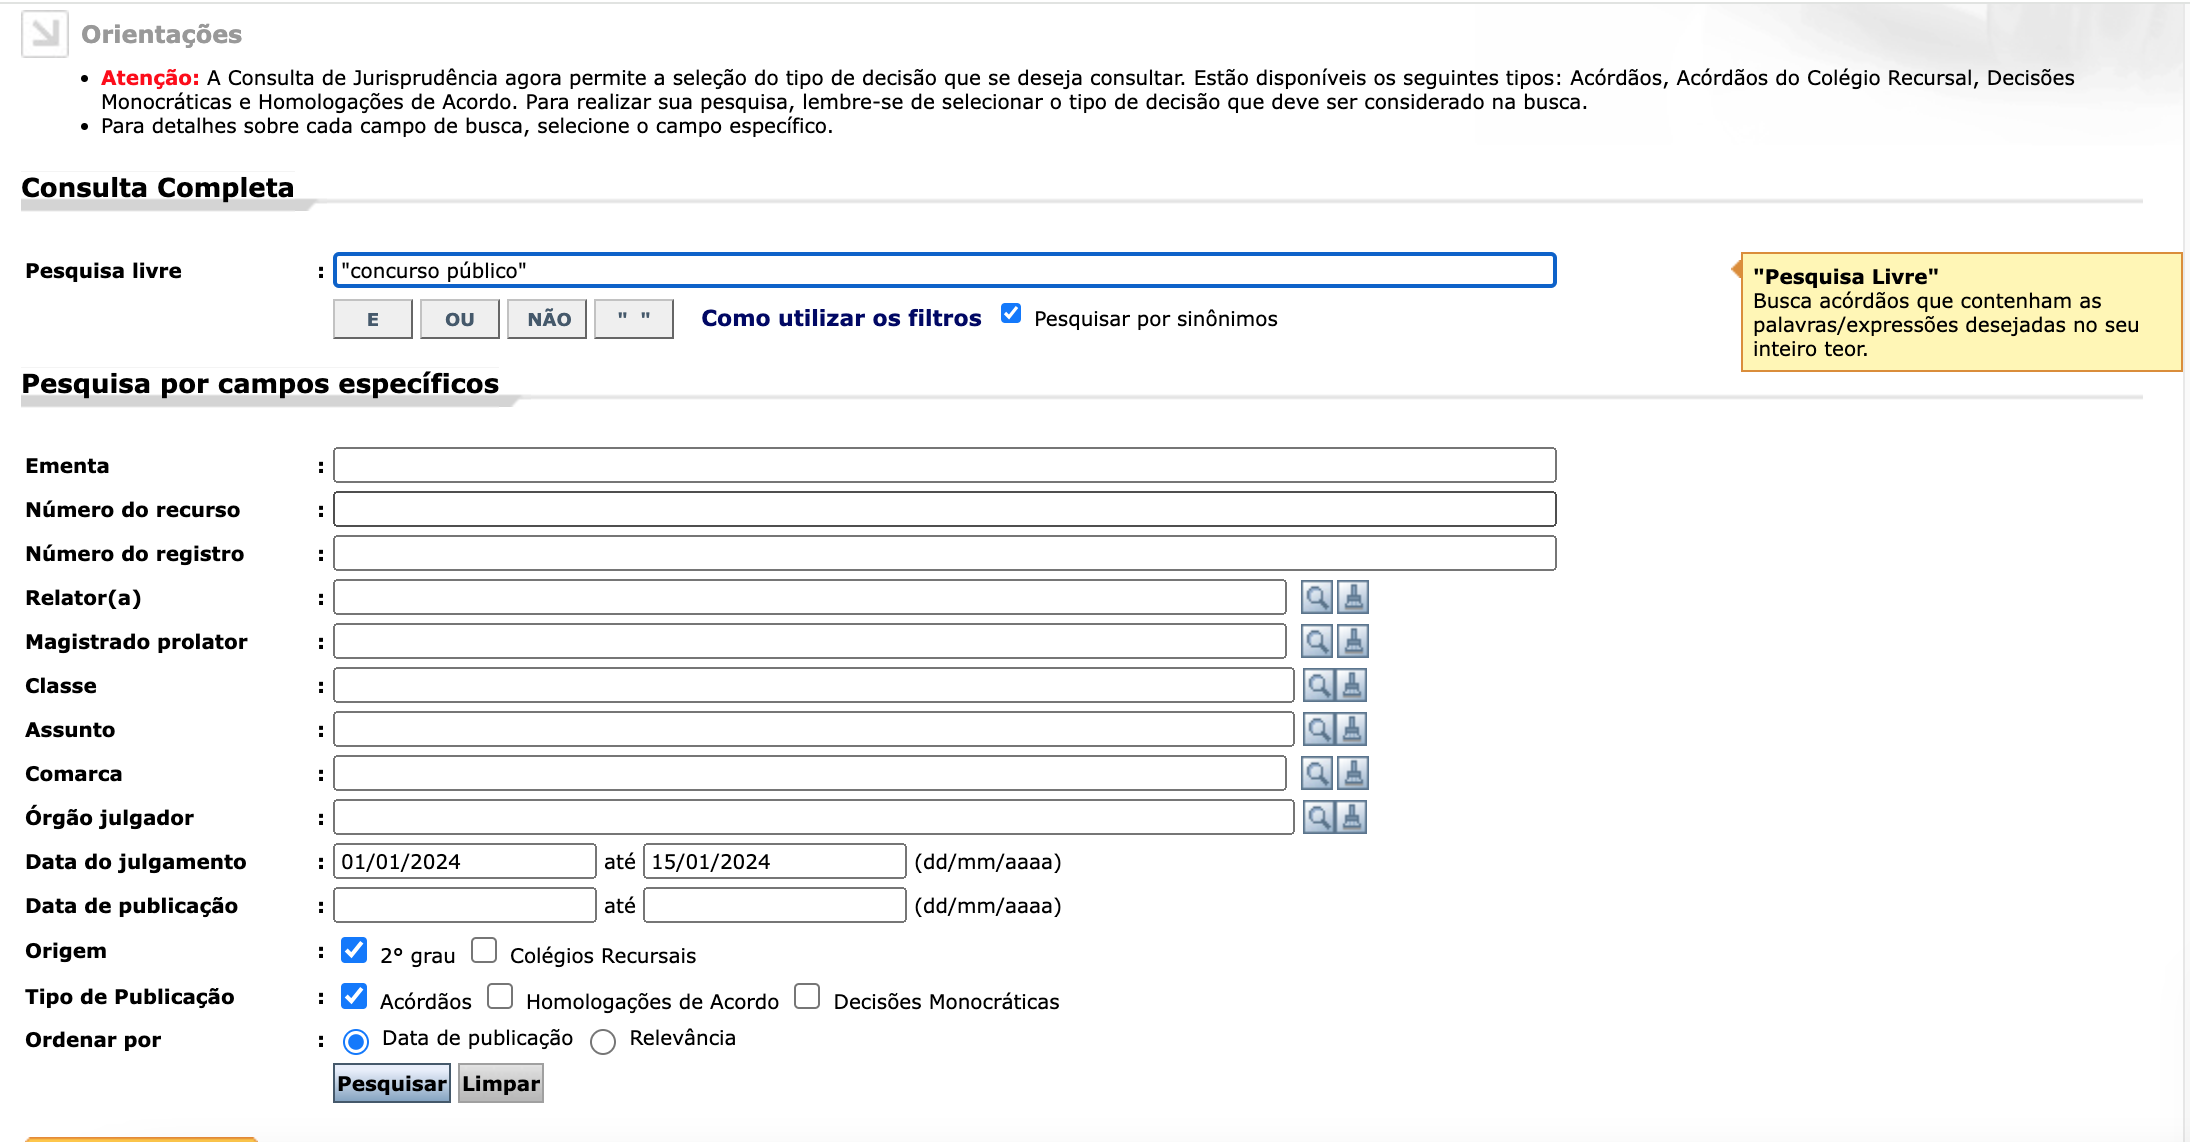 Orientações
• Atenção: A Consulta de Jurisprudência agora permite a seleção do tipo de decisão que se deseja consultar. Estão disponíveis os seguintes tipos: Acórdãos, Acórdãos do Colégio Recursal, Decisões
Monocráticas e Homologações de Acordo. Para realizar sua pesquisa, lembre-se de selecionar o tipo de decisão que deve ser considerado na busca.
• Para detalhes sobre cada campo de busca, selecione o campo específico.
Consulta Completa
Pesquisa livre : "concurso público"
E OU NÃO " " Como utilizar os filtros Pesquisar por sinônimos
"Pesquisa Livre"
Busca acórdãos que contenham as
palavras/expressões desejadas no seu
inteiro teor.
Pesquisa por campos específicos
Ementa :
Número do recurso :
Número do registro :
Relator(a) :
Magistrado prolator :
Classe :
Assunto :
Comarca :
Órgão julgador :
Data do julgamento : 01/01/2024 até 15/01/2024 (dd/mm/aaaa)
Data de publicação : até (dd/mm/aaaa)
Origem : 2° grau Colégios Recursais
Tipo de Publicação : Acórdãos Homologações de Acordo Decisões Monocráticas
Ordenar por : Data de publicação Relevância
Pesquisar Limpar